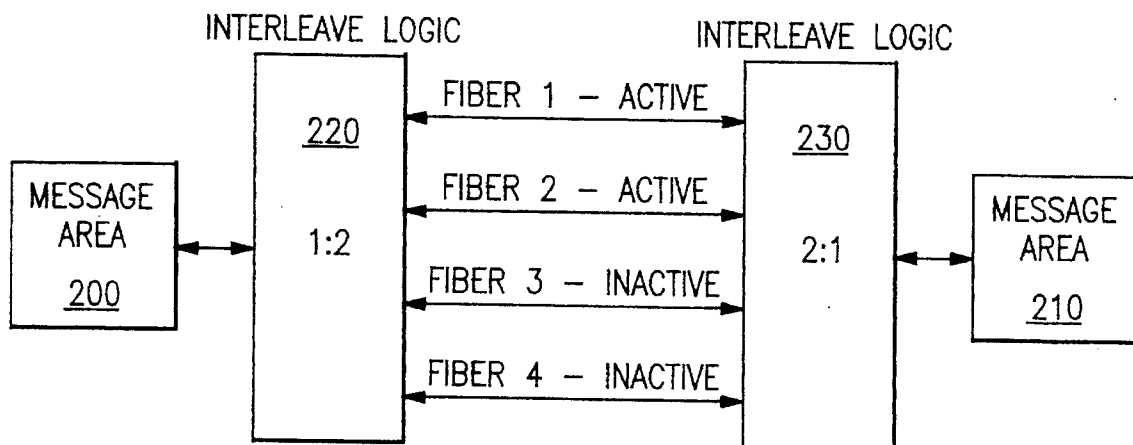 INTERLEAVE LOGIC
INTERLEAVE LOGIC
FIBER 1 – ACTIVE
220
230
FIBER 2 – ACTIVE
MESSAGE
AREA
200
1:2
2:1
MESSAGE
AREA
210
FIBER 3 – INACTIVE
FIBER 4 – INACTIVE